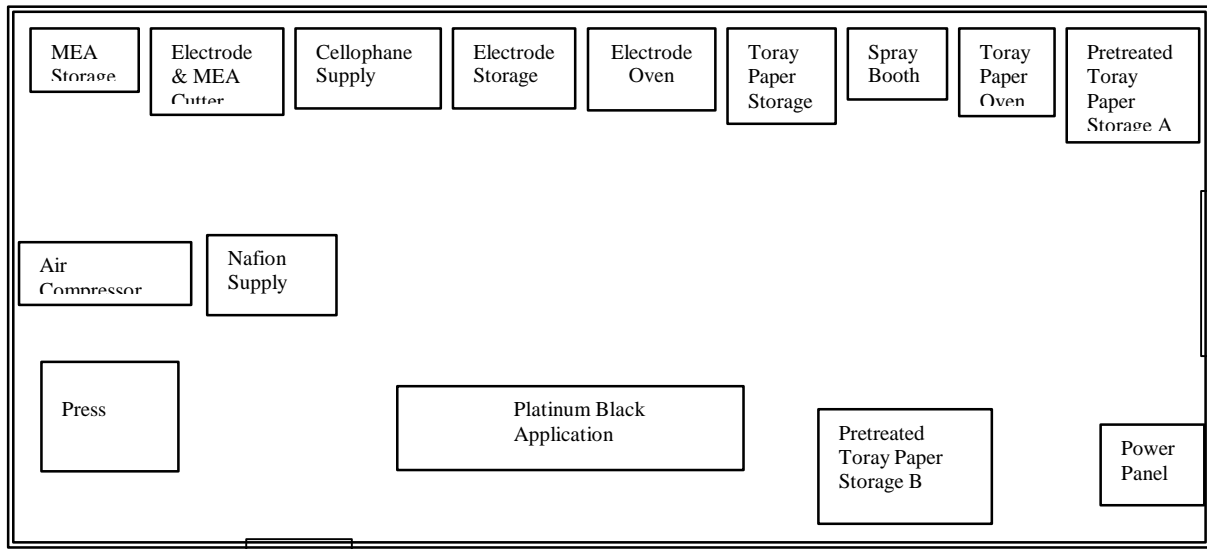 MEA
Storage
Electrode
& MEA
Cutter
Cellophane
Supply
Electrode
Storage
Electrode
Oven
Toray
Paper
Storage
Spray
Booth
Toray
Paper
Oven
Pretreated
Toray
Paper
Storage A
Air
Compressor
Nafion
Supply
Press
Platinum Black
Application
Pretreated
Toray Paper
Storage B
Power
Panel